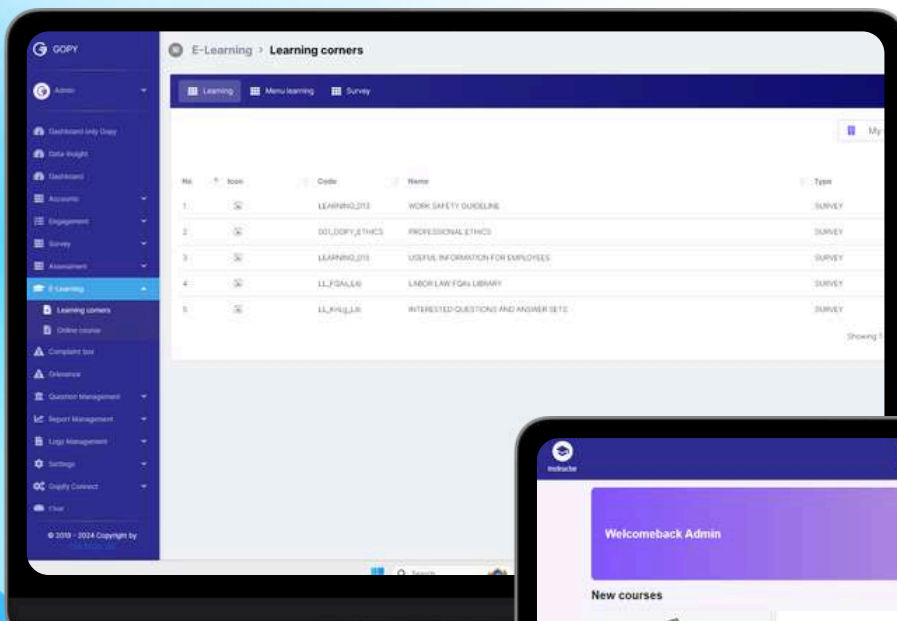 GOPY
E-Learning > Learning corners
Admin
Learning
Menu learning
Survey
My
Dashboard only Gopy
Data Insight
Dashboard
No
Icon
Code
Name
Type
Accounts
1
LEARNING_013
WORK SAFETY GUIDELINE
SURVEY
Engagement
2
001_GOPY_ETHICS
PROFESSIONAL ETHICS
SURVEY
Survey
3
USEFUL INFORMATION FOR EMPLOYEES
SURVEY
Assessment
4
LABOR LAW FQAs LIBRARY
SURVEY
E-Learning
5
INTERESTED QUESTIONS AND ANSWER SETS
SURVEY
Learning corners
Online course
Showing 1
Complaint box
Grievance
Question Management
Report Management
Logs Management
Settings
Gopify Connect
Chat
© 2019 - 2024 Copyright by
Search
Instructor
Welcomeback Admin
New courses